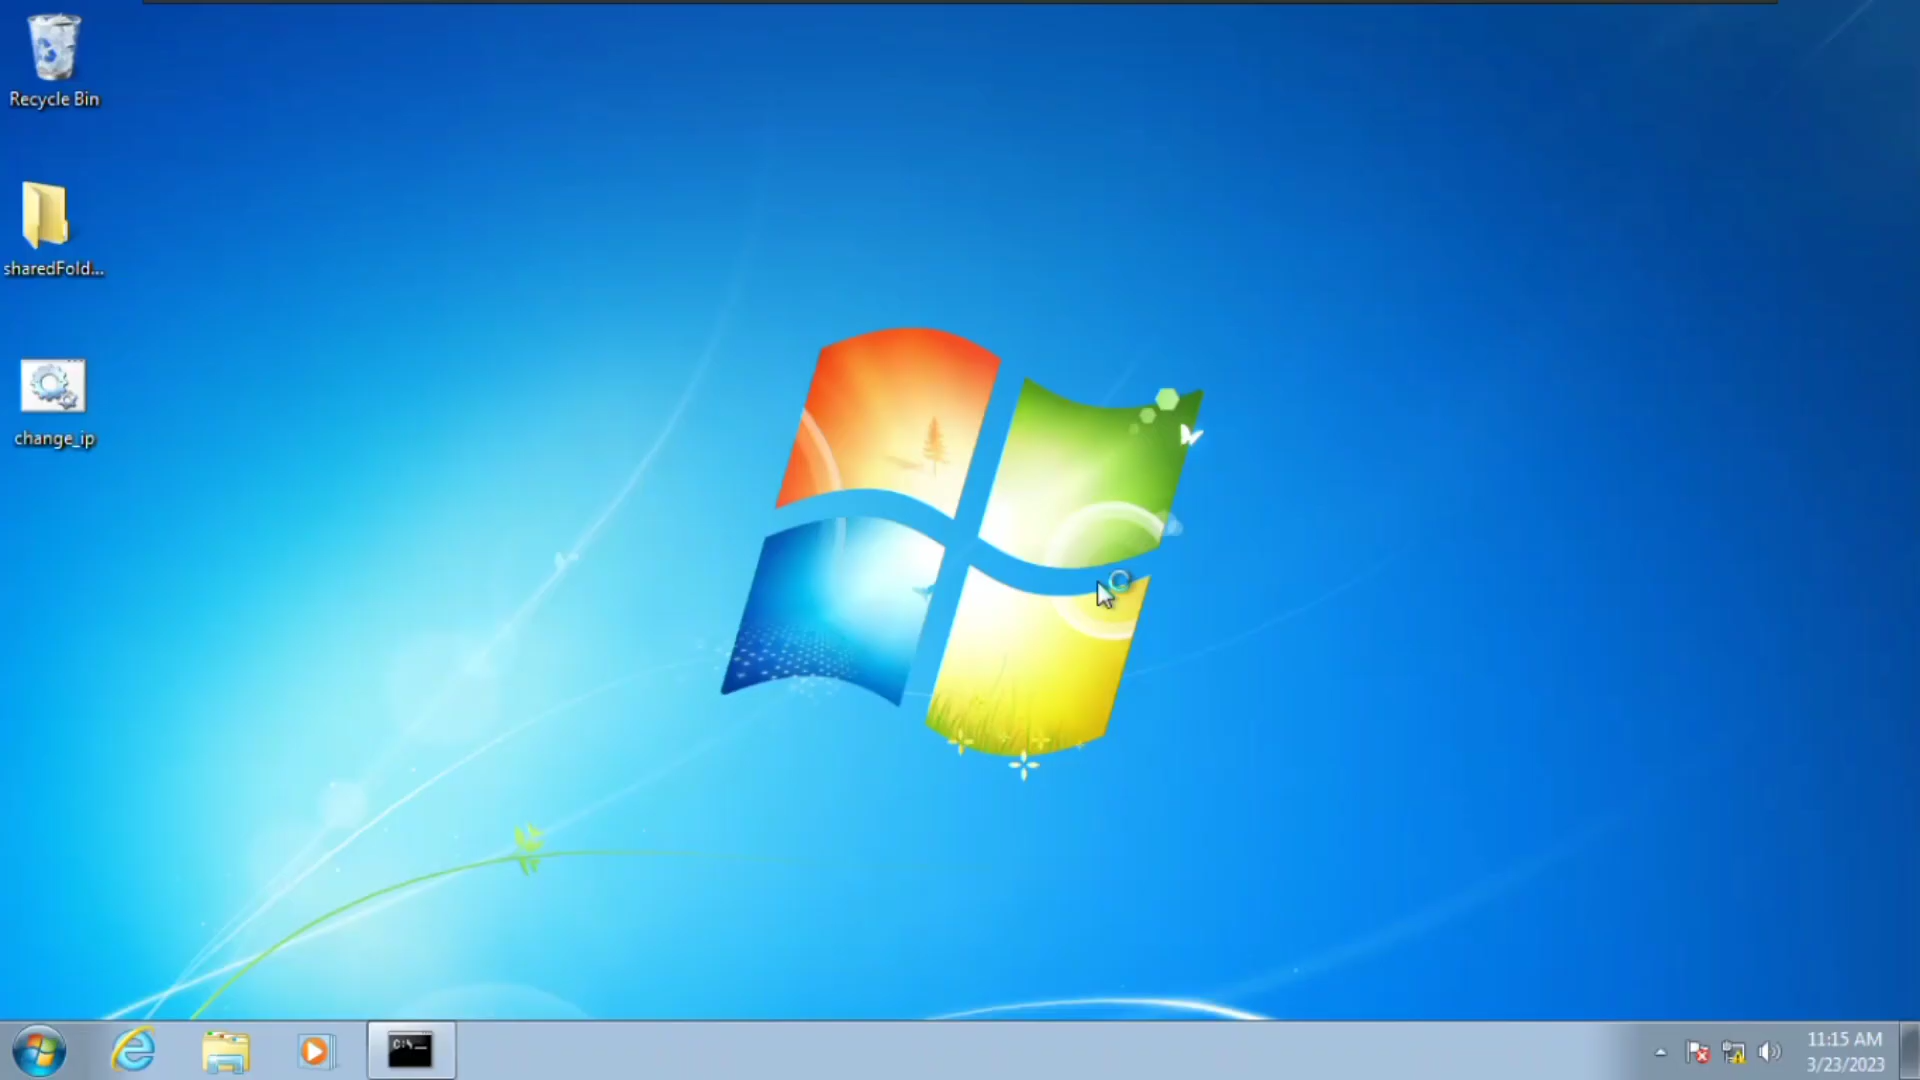 Recycle Bin
sharedFold...
change_ip
C:\_
11:15 AM
3/23/2023